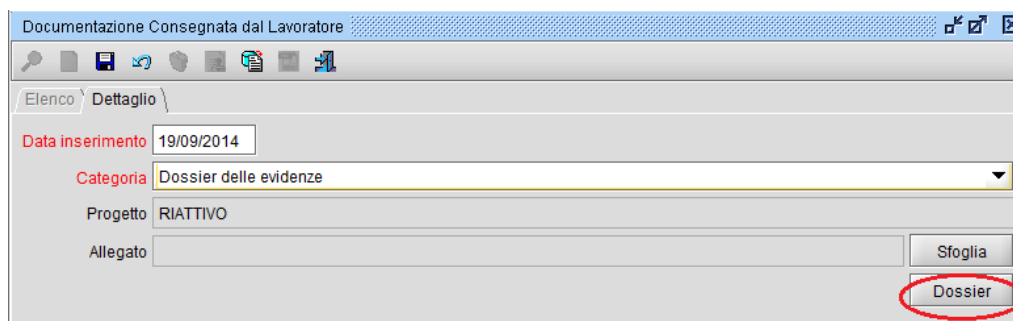 Documentazione Consegnata dal Lavoratore
Elenco Dettaglio
Data inserimento 19/09/2014
Categoria Dossier delle evidenze
Progetto RIATTIVO
Allegato Sfoglia
Dossier